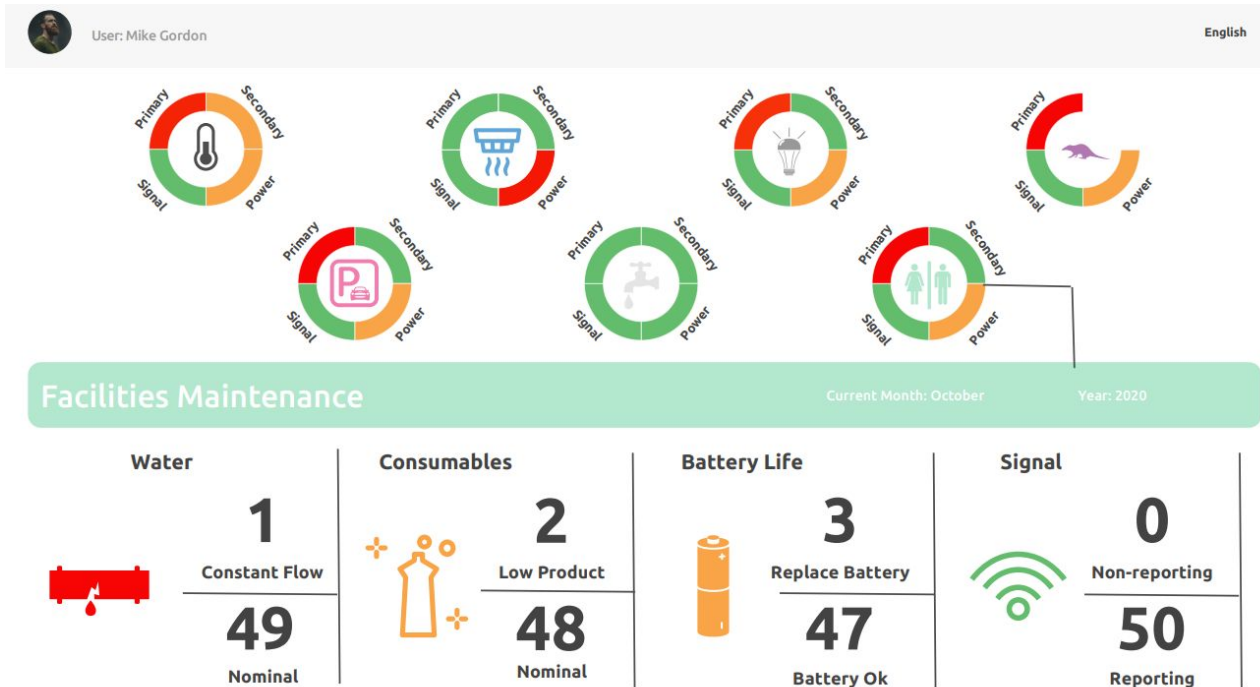 User: Mike Gordon
English
Primary
Secondary
Signal
Power
Primary
Secondary
Signal
Power
Primary
Secondary
Signal
Power
Primary
Signal
Power
Primary
Secondary
Signal
Power
Primary
Secondary
Signal
Power
Primary
Secondary
Signal
Power
Facilities Maintenance
Current Month: October
Year: 2020
Water
1
Constant Flow
49
Nominal
Consumables
2
Low Product
48
Nominal
Battery Life
3
Replace Battery
47
Battery Ok
Signal
0
Non-reporting
50
Reporting